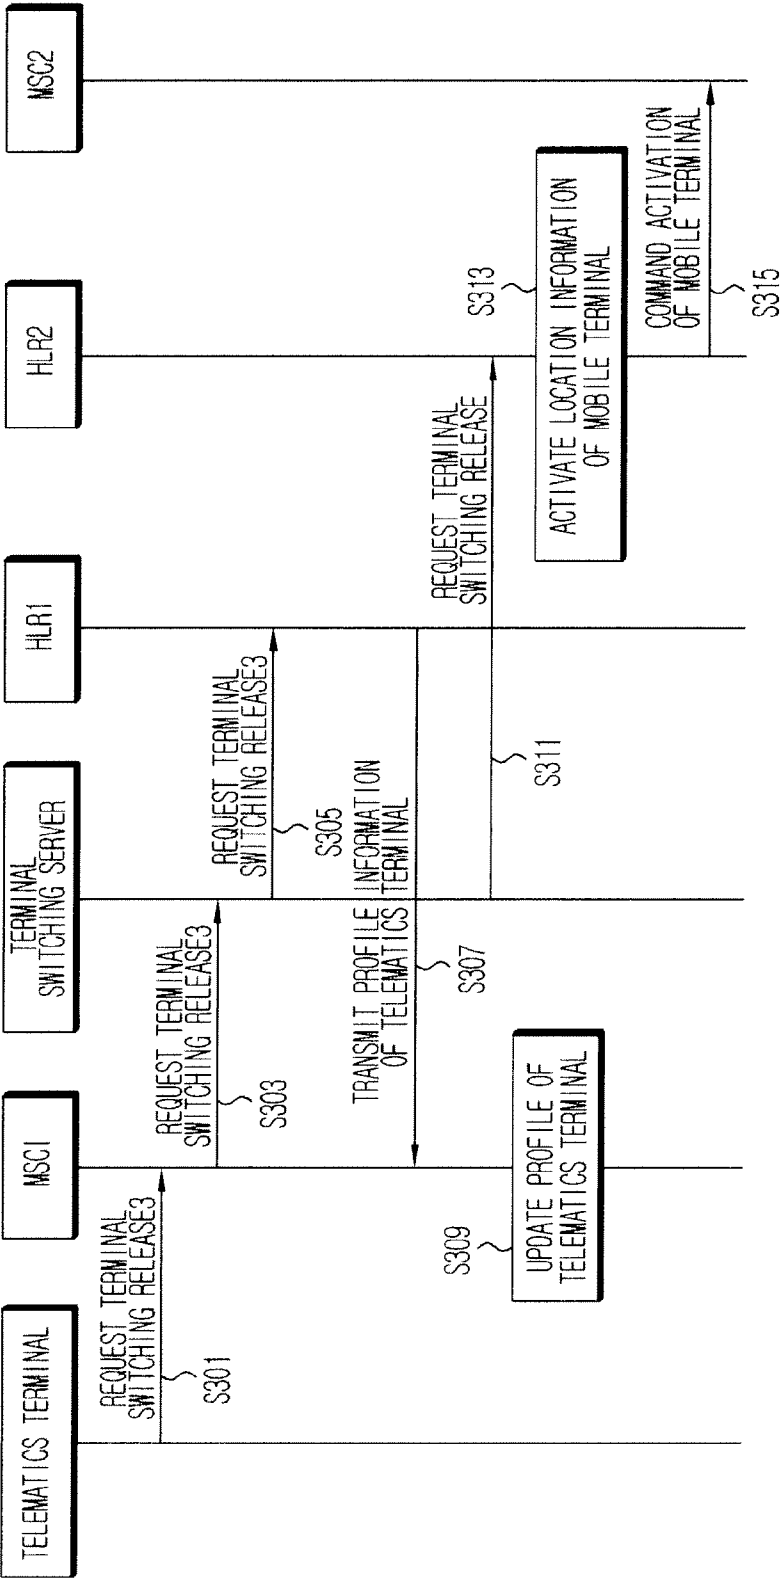 TELEMATICS TERMINAL
MSC1
TERMINAL
SWITCHING SERVER
HLR1
HLR2
MSC2
REQUEST TERMINAL
SWITCHING RELEASE3
S301
REQUEST TERMINAL
SWITCHING RELEASE3
S303
REQUEST TERMINAL
SWITCHING RELEASE3
S305
TRANSMIT PROFILE INFORMATION
OF TELEMATICS TERMINAL
S307
S309
UPDATE PROFILE OF
TELEMATICS TERMINAL
REQUEST TERMINAL
SWITCHING RELEASE
S311
S313
ACTIVATE LOCATION INFORMATION
OF MOBILE TERMINAL
COMMAND ACTIVATION
OF MOBILE TERMINAL
S315